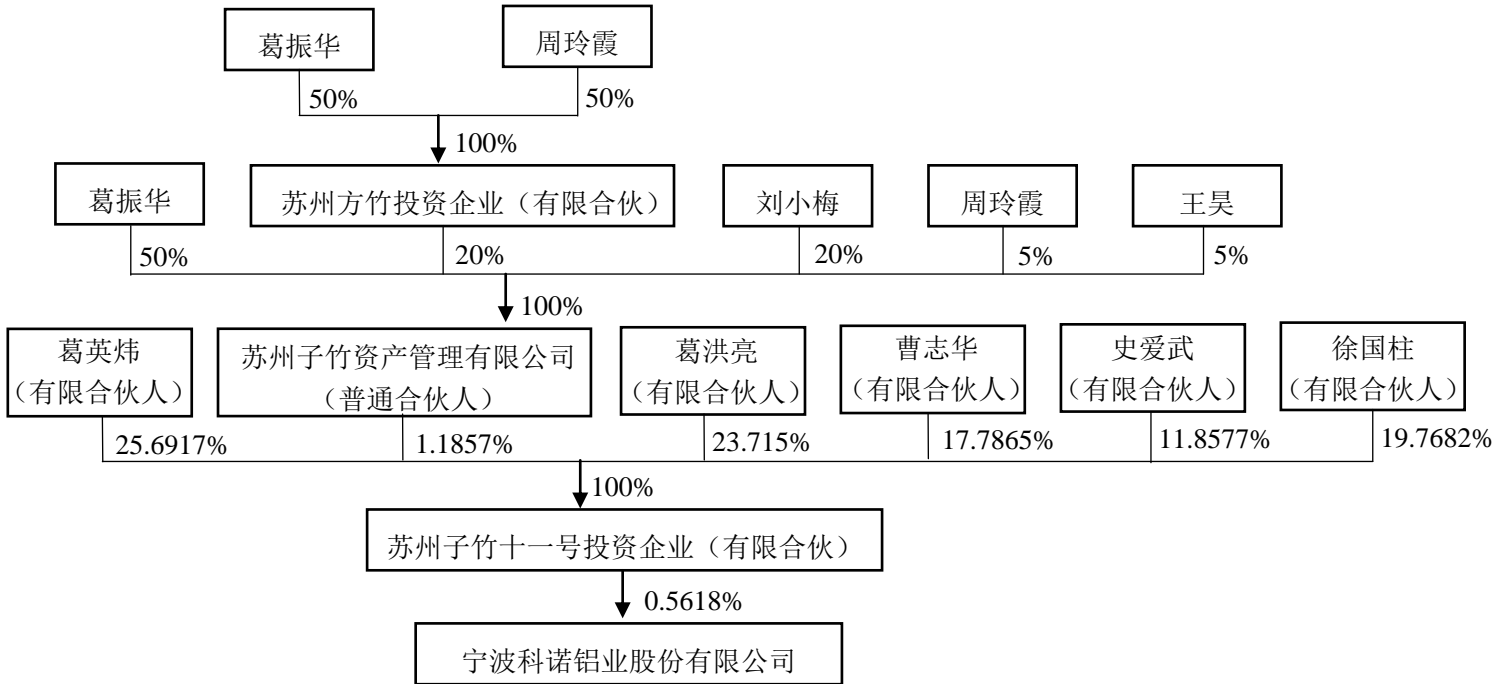 葛振华
周玲霞
50%
50%
100%
葛振华
苏州方竹投资企业（有限合伙）
刘小梅
周玲霞
王昊
50%
20%
20%
5%
5%
100%
葛英炜
（有限合伙人）
苏州子竹资产管理有限公司
（普通合伙人）
葛洪亮
（有限合伙人）
曹志华
（有限合伙人）
史爱武
（有限合伙人）
徐国柱
（有限合伙人）
25.6917%
1.1857%
23.715%
17.7865%
11.8577%
19.7682%
100%
苏州子竹十一号投资企业（有限合伙）
0.5618%
宁波科诺铝业股份有限公司